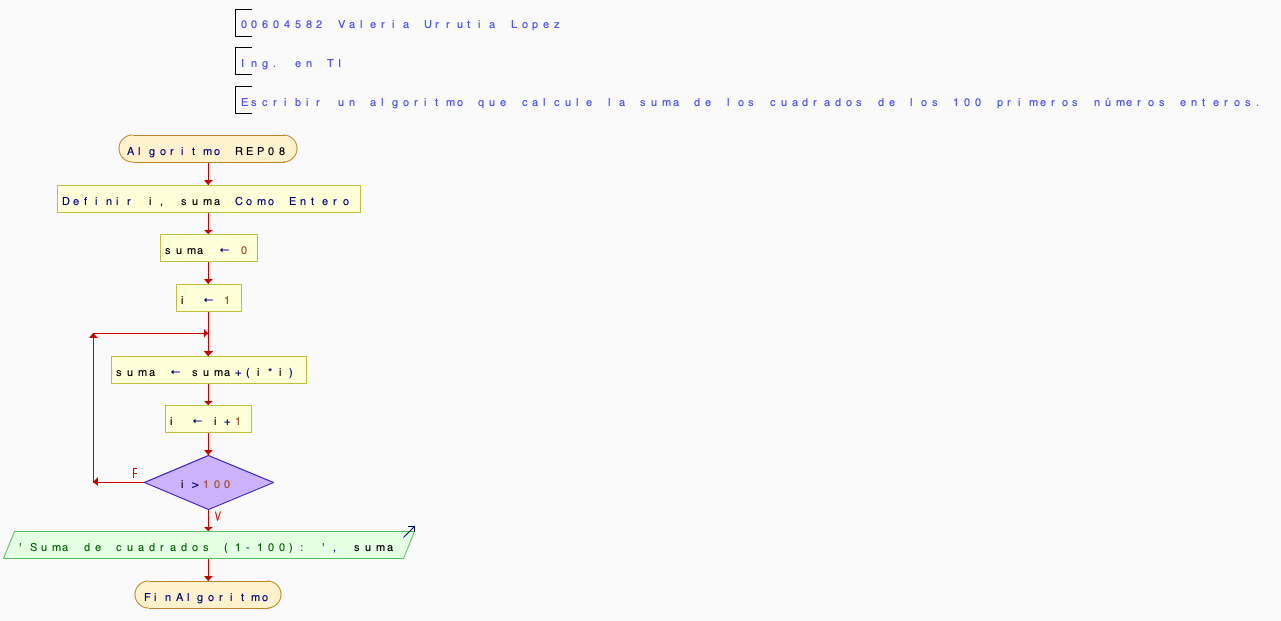 00604582 Valeria Urrutia Lopez
Ing. en TI
Escribir un algoritmo que calcule la suma de los cuadrados de los 100 primeros números enteros.
Algoritmo REP08
Definir i, suma Como Entero
suma ← 0
i ← 1
suma ← suma+(i*i)
i ← i+1
F
i>100
V
'Suma de cuadrados (1-100): ', suma
FinAlgoritmo